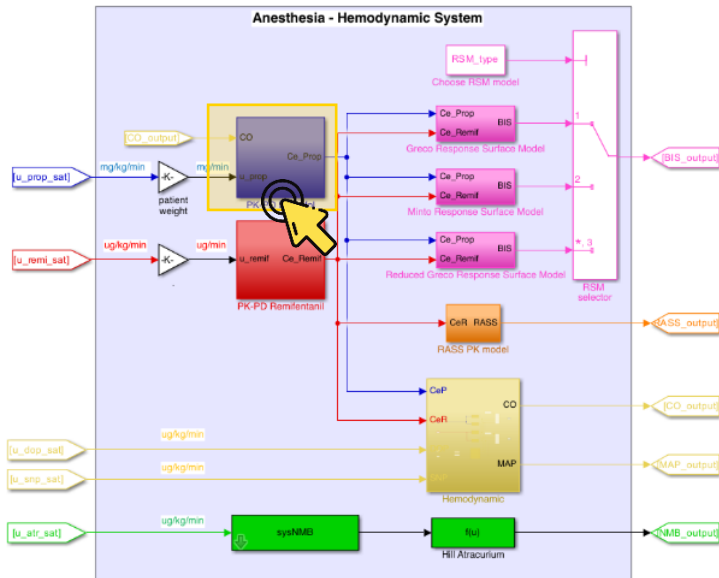 Anesthesia - Hemodynamic System
RSM_type
Choose RSM model
[CO_output]
CO
Ce_Prop
u_prop
[u_prop_sat]
mg/kg/min
-K-
mg/min
patient
weight
PK-PD
Ce_Prop
Ce_Remif
BIS
Greco Response Surface Model
1
[BIS_output]
Ce_Prop
Ce_Remif
BIS
Minto Response Surface Model
2
[u_remi_sat]
ug/kg/min
-K-
ug/min
u_remif
Ce_Remif
PK-PD Remifentanil
Ce_Prop
Ce_Remif
BIS
Reduced Greco Response Surface Model
*, 3
RSM
selector
CeR
RASS
RASS PK model
[RASS_output]
CeP
CeR
CO
MAP
Hemodynamic
[CO_output]
[MAP_output]
[u_dop_sat]
ug/kg/min
[u_snp_sat]
ug/kg/min
[u_atr_sat]
ug/kg/min
sysNMB
f(u)
Hill Atracurium
[NMB_output]